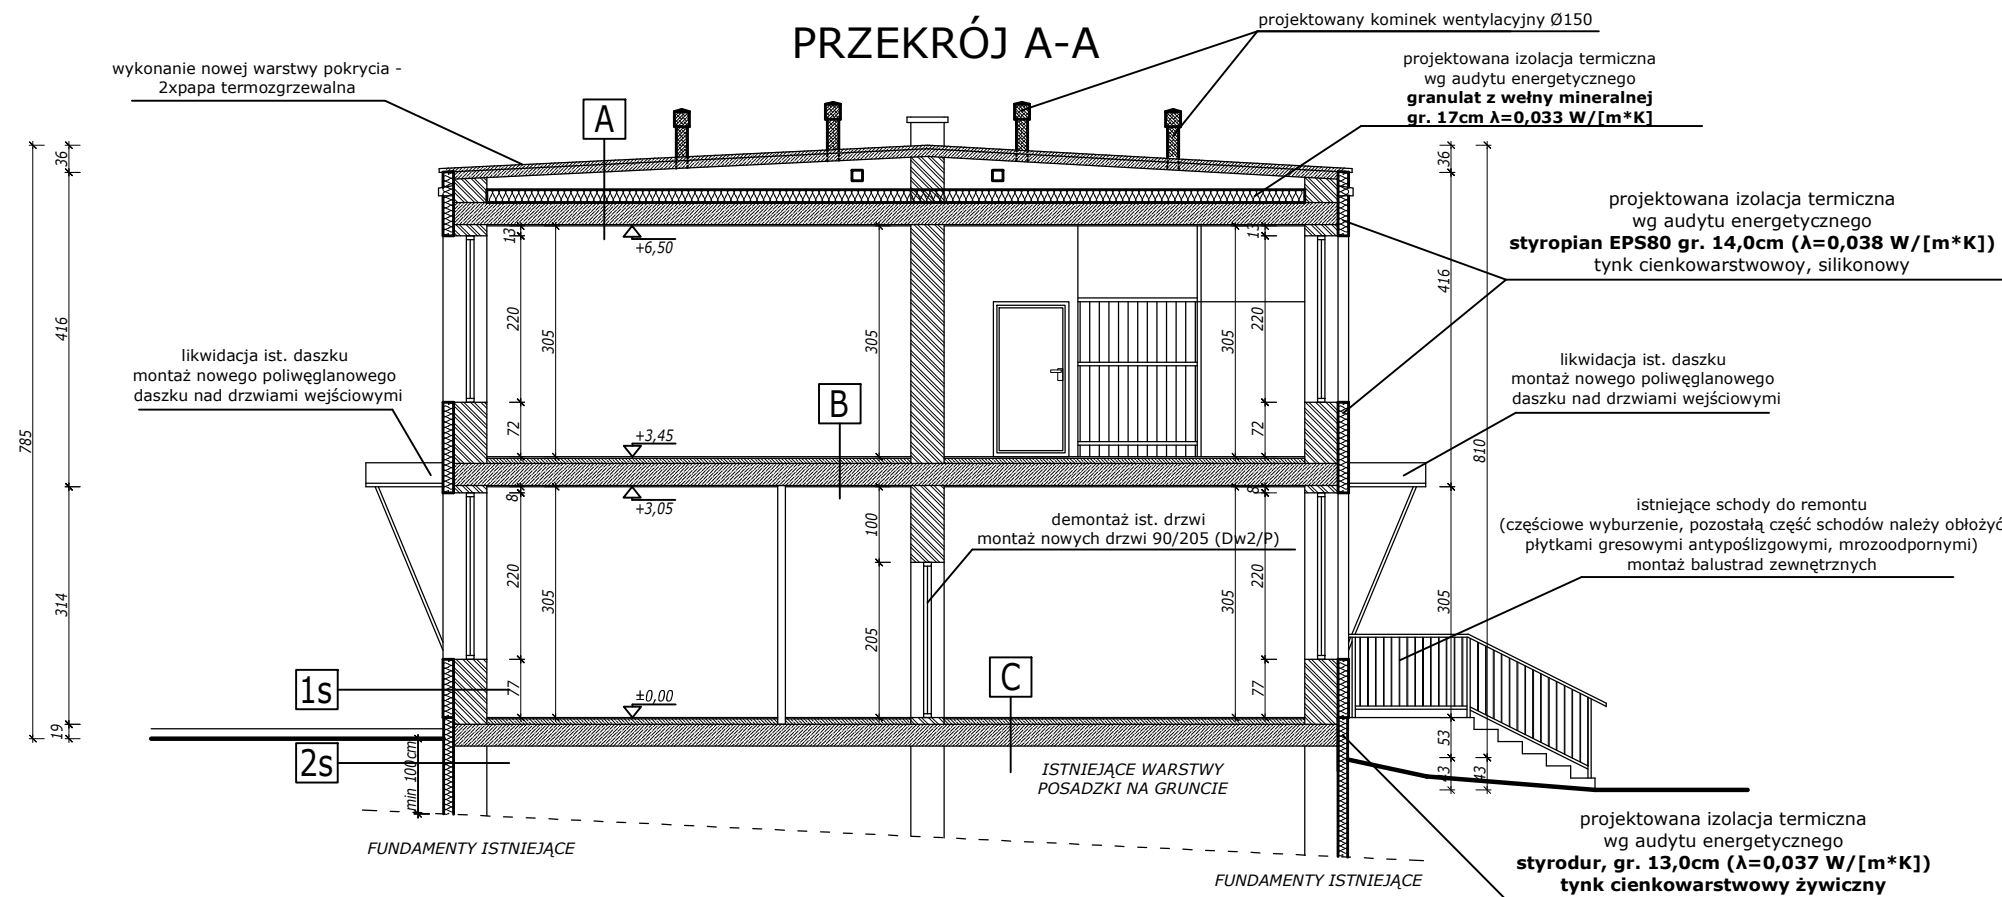 PRZEKRÓJ A-A
projektowany kominek wentylacyjny Ø150
wykonanie nowej warstwy pokrycia -
2xpapa termozgrzewalna
projektowana izolacja termiczna
wg audytu energetycznego
granulat z wełny mineralnej
gr. 17cm λ=0,033 W/[m*K]
A
projektowana izolacja termiczna
wg audytu energetycznego
styropian EPS80 gr. 14,0cm (λ=0,038 W/[m*K])
tynk cienkowarstwowoy, silikonowy
36
416
785
314
19
likwidacja ist. daszku
montaż nowego poliwęglanowego
daszku nad drzwiami wejściowymi
13
220
305
72
+6,50
+3,45
305
B
13
220
305
72
36
416
810
likwidacja ist. daszku
montaż nowego poliwęglanowego
daszku nad drzwiami wejściowymi
8
220
305
77
+3,05
±0,00
100
205
demontaż ist. drzwi
montaż nowych drzwi 90/205 (Dw2/P)
8
220
305
77
305
53
43
43
istniejące schody do remontu
(częściowe wyburzenie, pozostałą część schodów należy obłożyć
płytkami gresowymi antypoślizgowymi, mrozoodpornymi)
montaż balustrad zewnętrznych
1s
2s
C
min 100cm
ISTNIEJĄCE WARSTWY
POSADZKI NA GRUNCIE
FUNDAMENTY ISTNIEJĄCE
FUNDAMENTY ISTNIEJĄCE
projektowana izolacja termiczna
wg audytu energetycznego
styrodur, gr. 13,0cm (λ=0,037 W/[m*K])
tynk cienkowarstwowy żywiczny